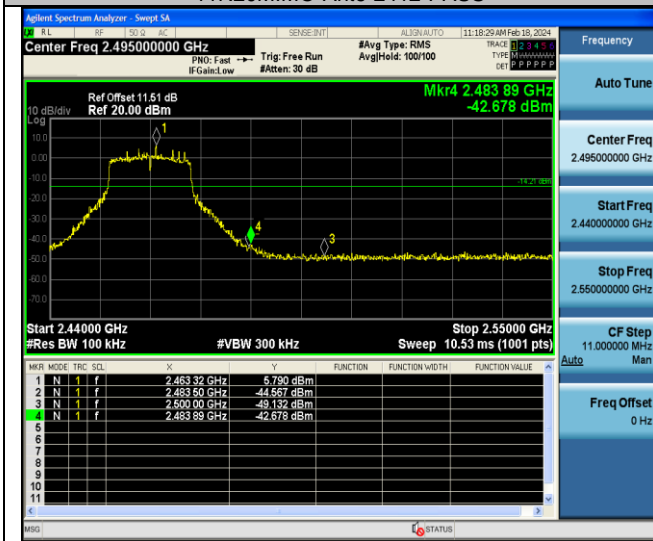 Agilent Spectrum Analyzer - Swept SA
RL RF 50 Ω AC SENSE:INT ALIGN AUTO 11:18:29 AM Feb 18, 2024
Center Freq 2.495000000 GHz #Avg Type: RMS TRACE 1 2 3 4 5 6
PNO: Fast Trig: Free Run Avg|Hold: 100/100 TYPE M
IFGain:Low #Atten: 30 dB DET P P P P P P
Mkr4 2.483 89 GHz
Ref Offset 11.51 dB
10 dB/div Ref 20.00 dBm -42.678 dBm
Log
1
10.0
0.00
-10.0
-14.21 dBm
-20.0
-30.0
4
-40.0
3
-50.0
-60.0
-70.0
Start 2.44000 GHz Stop 2.55000 GHz
#Res BW 100 kHz #VBW 300 kHz Sweep 10.53 ms (1001 pts)
MKR MODE TRC SCL X Y FUNCTION FUNCTION WIDTH FUNCTION VALUE
1 N 1 f 2.463 32 GHz 5.790 dBm
2 N 1 f 2.483 50 GHz -44.567 dBm
3 N 1 f 2.500 00 GHz -49.132 dBm
4 N 1 f 2.483 89 GHz -42.678 dBm
5
6
7
8
9
10
11
MSG STATUS
Frequency
Auto Tune
Center Freq
2.495000000 GHz
Start Freq
2.440000000 GHz
Stop Freq
2.550000000 GHz
CF Step
11.000000 MHz
Auto Man
Freq Offset
0 Hz